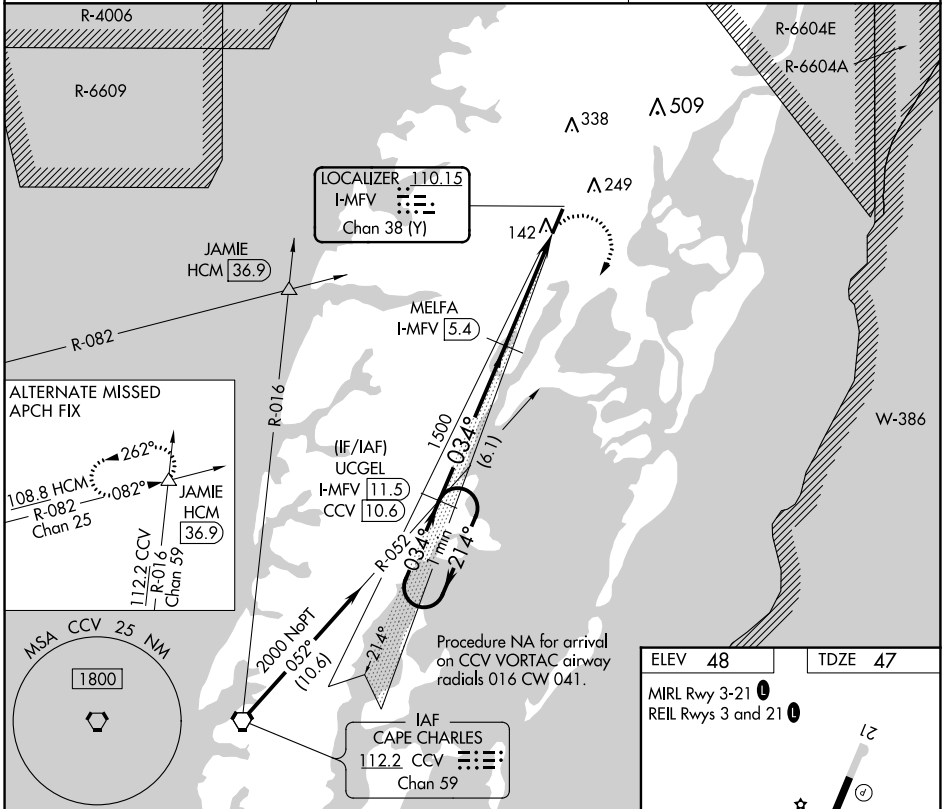 R-4006
R-6609
R-6604E
R-6604A
338
509
249
142
LOCALIZER 110.15
I-MFV
Chan 38 (Y)
JAMIE
HCM 36.9
R-082
R-016
MELFA
I-MFV 5.4
W-386
ALTERNATE MISSED
APCH FIX
262°
082°
108.8 HCM
R-082
Chan 25
JAMIE
HCM
36.9
112.2 CCV
R-016
Chan 59
(IF/IAF)
UCGEL
I-MFV 11.5
CCV 10.6
1500
034°
(6.1)
R-052
034°
1 min
214°
214°
2000 NoPT
052°
(10.6)
Procedure NA for arrival
on CCV VORTAC airway
radials 016 CW 041.
MSA CCV 25 NM
1800
IAF
CAPE CHARLES
112.2 CCV
Chan 59
ELEV 48
TDZE 47
MIRL Rwy 3-21 L
REIL Rwys 3 and 21 L
21
P